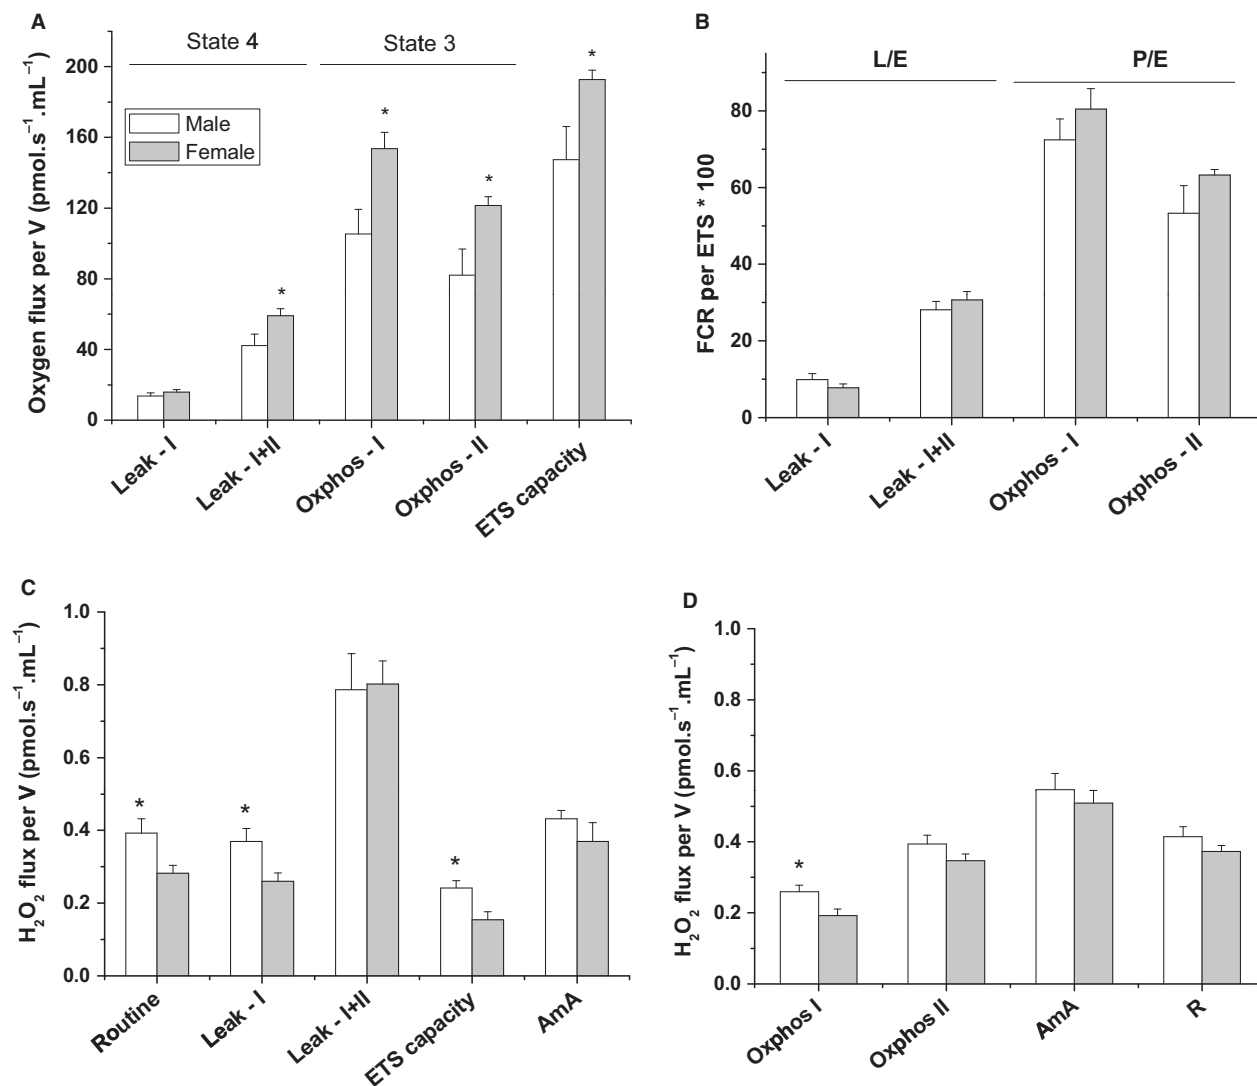 A
Oxygen flux per V (pmol.s⁻¹.mL⁻¹)
State 4
State 3
Male
Female
200
160
120
80
40
0
*
*
*
*
Leak - I
Leak - I+II
Oxphos - I
Oxphos - II
ETS capacity
B
FCR per ETS * 100
L/E
P/E
80
60
40
20
0
Leak - I
Leak - I+II
Oxphos - I
Oxphos - II
C
H₂O₂ flux per V (pmol.s⁻¹.mL⁻¹)
1.0
0.8
0.6
0.4
0.2
0.0
*
*
*
Routine
Leak - I
Leak - I+II
ETS capacity
AmA
D
H₂O₂ flux per V (pmol.s⁻¹.mL⁻¹)
1.0
0.8
0.6
0.4
0.2
0.0
*
Oxphos I
Oxphos II
AmA
R